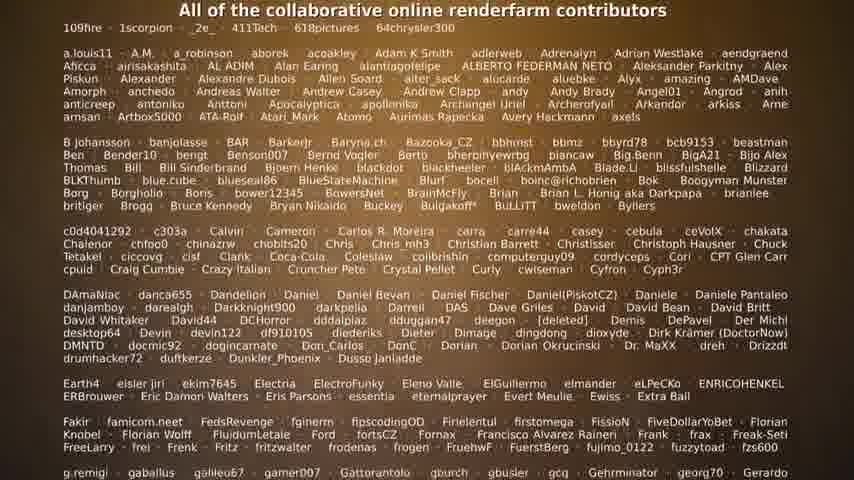 All of the collaborative online renderfarm contributors
109fire · 1scorpion · _2e_ · 411Tech · 618pictures · 64chrysler300
a.louis11 · A.M. · a_robinson · aborek · acoakley · Adam K Smith · adlerweb · Adrenalyn · Adrian Westlake · aendgraend
Aficca · airisakashita · AL ADIM · Alan Earing · alantiagofelipe · ALBERTO FEDERMAN NETO · Aleksander Parkitny · Alex
Piskun · Alexander · Alexandre Dubois · Allen Soard · alter_sack · alucarde · aluebke · Alyx · amazing · AMDave
Amorph · anchedo · Andreas Walter · Andrew Casey · Andrew Clapp · andy · Andy Brady · Angel01 · Angrod · anih
anticreep · antoniko · Anttoni · Apocalyptica · apollonika · Archangel Uriel · Archerofyail · Arkandor · arkiss · Arne
arnsan · Artbox5000 · ATA-Rolf · Atari_Mark · Atomo · Aurimas Rapecka · Avery Hackmann · axels
B Johansson · banjolasse · BAR · BarkerJr · Baryna.ch · Bazooka_CZ · bbhmst · bbmz · bbyrd78 · bcb9153 · beastman
Ben · Bender10 · bengt · Benson007 · Bernd Vogler · Berto · bherpinyewrbg · biancaw · Big.Benn · BigA21 · Bijo Alex
Thomas · Bill · Bill Sinderbrand · Bjoern Henke · blackdot · blackheeler · blAckmAmbA · Blade.Li · blissfulshelle · Blizzard
BLKThumb · blue.cube · blueseal86 · BlueStateMachine · Blurf · bocell · boinc@richobrien · Bok · Boogyman Munster
Borg · Borgholio · Boris · bower12345 · BowersNet · BrainMcFly · Brian · Brian L. Honig aka Darkpapa · brianlee
britiger · Brogg · Bruce Kennedy · Bryan Nikaido · Buckey · Bulgakoff* · BuLLiTT · bweldon · Byllers
c0d4041292 · c303a · Calvin · Cameron · Carlos R. Moreira · carra · carre44 · casey · cebula · ceVolX · chakata
Chalenor · chfoo0 · chinazrw · choblts20 · Chris · Chris_mh3 · Christian Barrett · Christlsser · Christoph Hausner · Chuck
Tetakel · ciccovg · cisf · Clank · Coca-Cola · Coleslaw · colibrishin · computerguy09 · cordyceps · Cori · CPT Glen Carr
cpuid · Craig Cumbie · Crazy Italian · Cruncher Pete · Crystal Pellet · Curly · cwiseman · Cyfron · Cyph3r
DAmaNIac · danca655 · Dandelion · Daniel · Daniel Bevan · Daniel Fischer · Daniel(PiskotCZ) · Daniele · Daniele Pantaleo
danjamboy · darealgh · Darkknight900 · darkpella · Darrell · DAS · Dave Griles · David · David Bean · David Britt
David Whitaker · David44 · DCHorror · dddalplaz · dduggan47 · deegon · [deleted] · Demis · DePavel · Der Michl
desktop64 · Devin · devin122 · df910105 · diederiks · Dieter · Dimage · dingdong · dioxyde · Dirk Krämer (DoctorNow)
DMNTD · docmic92 · dogincarnate · Don_Carlos · DonC · Dorian · Dorian Okrucinski · Dr. MaXX · dreh · Drizzdt
drumhacker72 · duftkerze · Dunkler_Phoenix · Dusso Janladde
Earth4 · eisler jiri · ekim7645 · Electria · ElectroFunky · Eleno Valle · ElGuillermo · elmander · eLPeCKo · ENRICOHENKEL
ERBrouwer · Eric Damon Walters · Eris Parsons · essentia · eternalprayer · Evert Meulie · Ewiss · Extra Ball
Fakir · famicom.neet · FedsRevenge · fginerm · fipscodingOD · Firielentul · firstomega · FissioN · FiveDollarYoBet · Florian
Knobel · Florian Wolff · FluidumLetale · Ford · fortsCZ · Fornax · Francisco Álvarez Raineri · Frank · frax · Freak-Seti
FreeLarry · frei · Frenk · Fritz · fritzwalter · frodenas · frogen · FruehwF · FuerstBerg · fujimo_0122 · fuzzytoad · fzs600
g.remigi · gaballus · galileo67 · gamer007 · Gattorantolo · gburch · gbusler · gcq · Gehrminator · georg70 · Gerardo